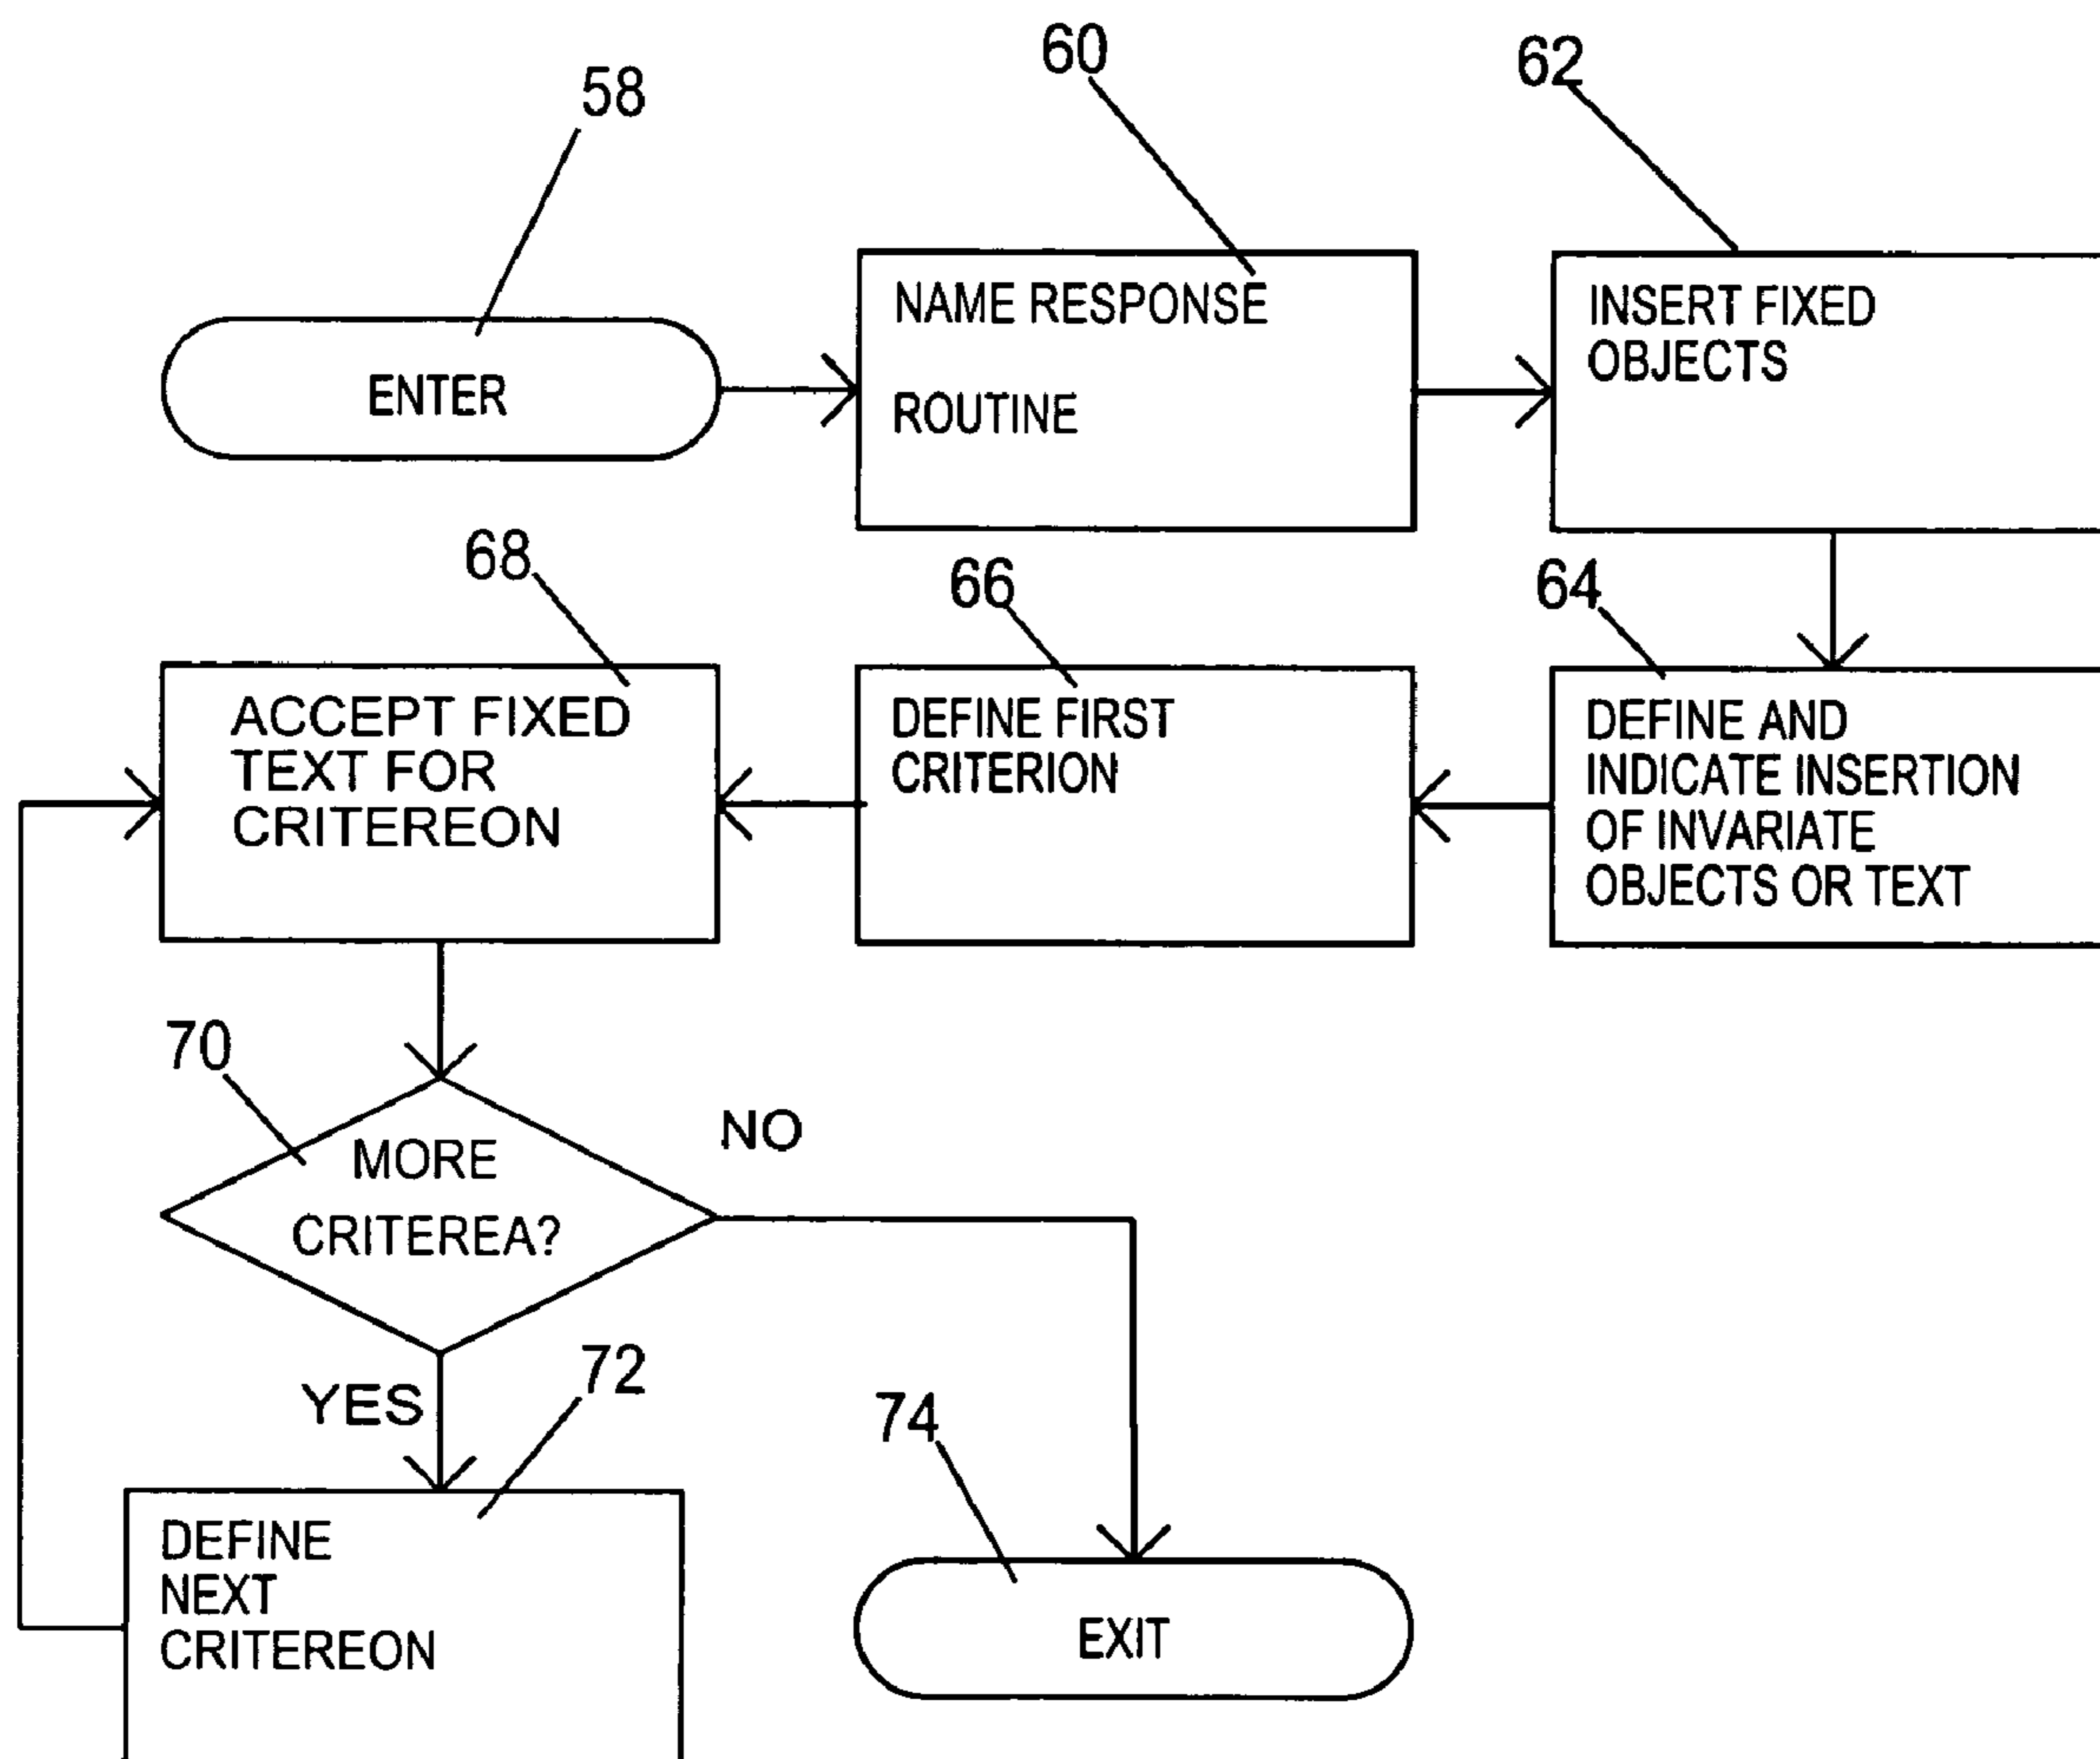 58
60
62
ENTER
NAME RESPONSE
ROUTINE
INSERT FIXED
OBJECTS
68
66
64
ACCEPT FIXED
TEXT FOR
CRITEREON
DEFINE FIRST
CRITERION
DEFINE AND
INDICATE INSERTION
OF INVARIATE
OBJECTS OR TEXT
70
MORE
CRITEREA?
NO
YES
72
74
DEFINE
NEXT
CRITEREON
EXIT